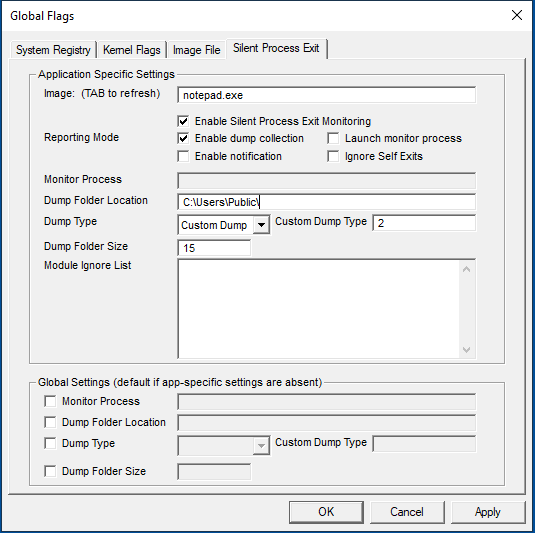 Global Flags
System Registry Kernel Flags Image File Silent Process Exit
Application Specific Settings
Image: (TAB to refresh) notepad.exe
Enable Silent Process Exit Monitoring
Reporting Mode Enable dump collection Launch monitor process
Enable notification Ignore Self Exits
Monitor Process
Dump Folder Location C:\Users\Public\
Dump Type Custom Dump Custom Dump Type 2
Dump Folder Size 15
Module Ignore List
Global Settings (default if app-specific settings are absent)
Monitor Process
Dump Folder Location
Dump Type Custom Dump Type
Dump Folder Size
OK Cancel Apply